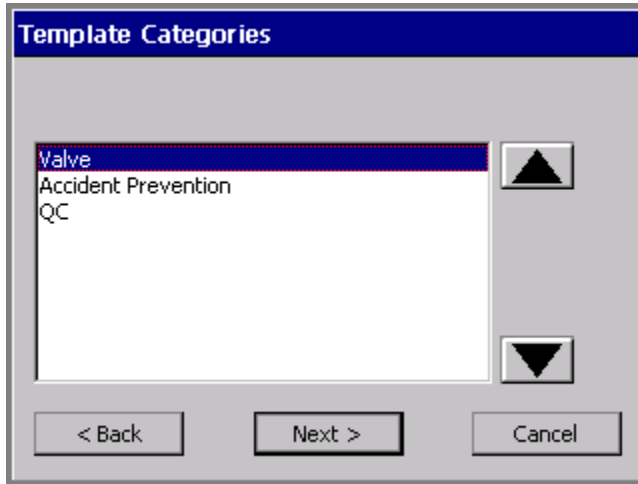 Template Categories
Valve
Accident Prevention
QC
< Back
Next >
Cancel